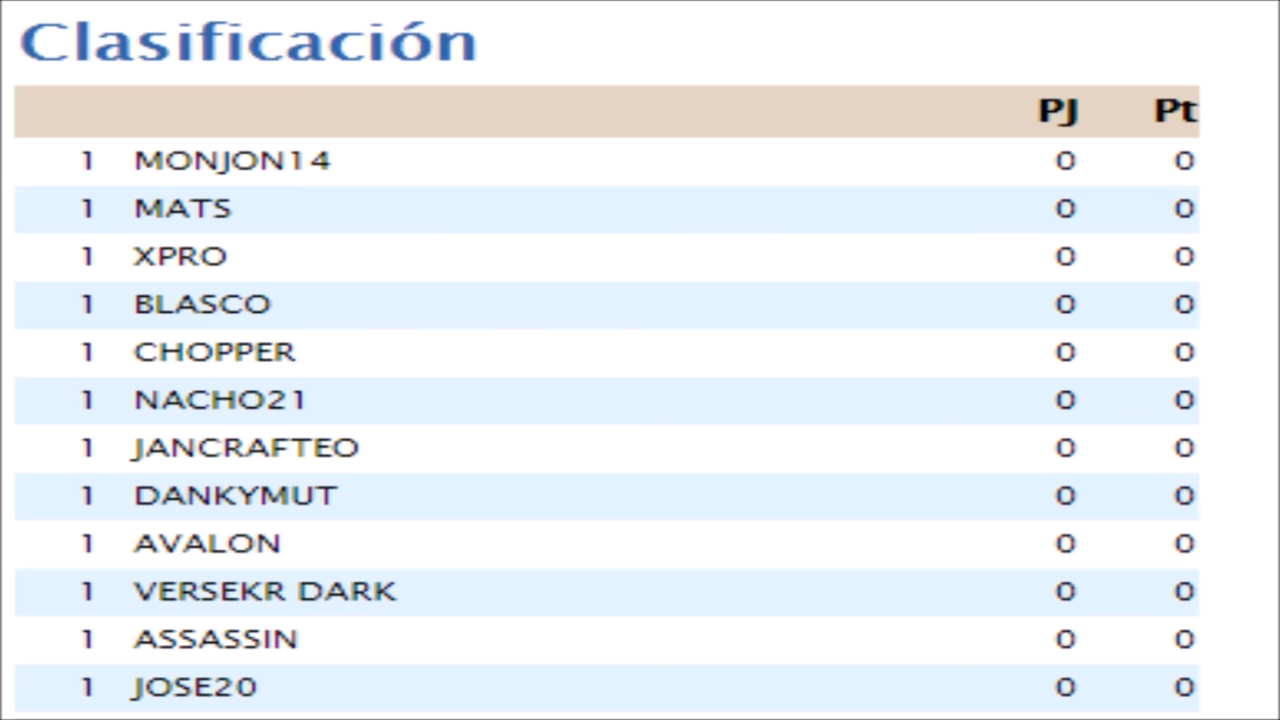 Clasificación
PJ Pt
1 MONJON14 0 0
1 MATS 0 0
1 XPRO 0 0
1 BLASCO 0 0
1 CHOPPER 0 0
1 NACHO21 0 0
1 JANCRAFTEO 0 0
1 DANKYMUT 0 0
1 AVALON 0 0
1 VERSEKR DARK 0 0
1 ASSASSIN 0 0
1 JOSE20 0 0